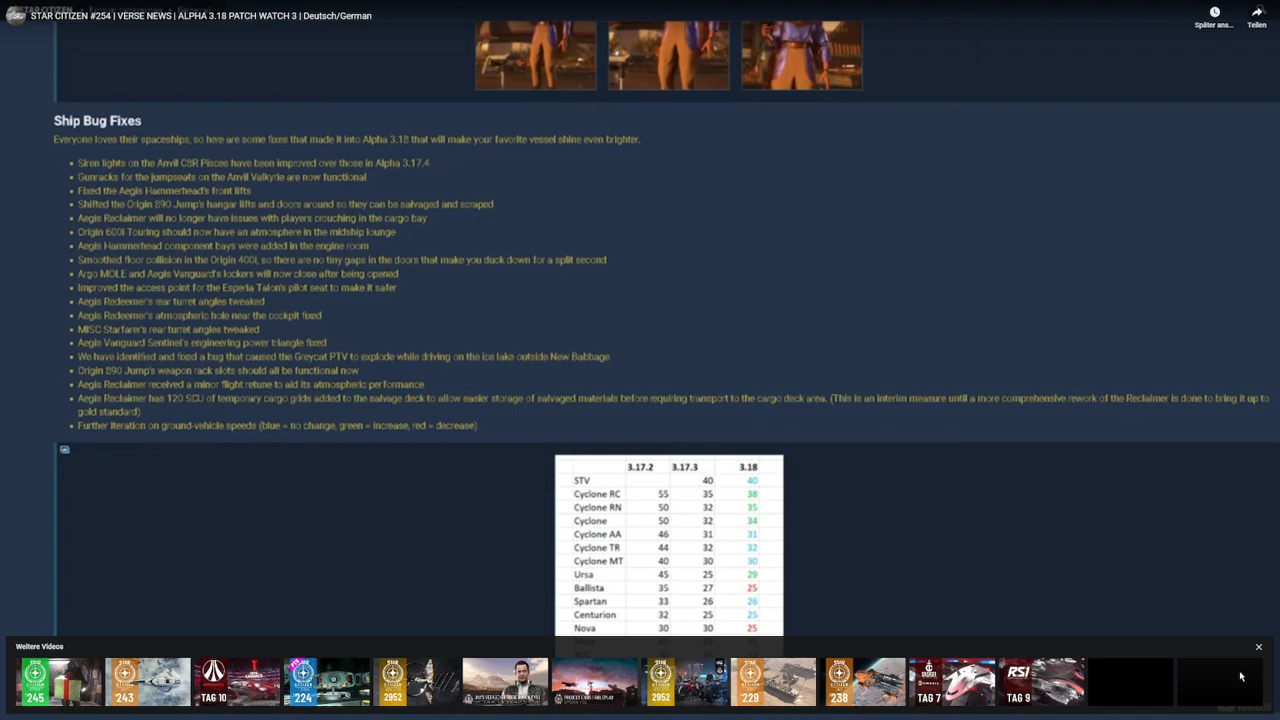 STAR CITIZEN #254 | VERSE NEWS | ALPHA 3.18 PATCH WATCH 3 | Deutsch/German
Später ans...
Teilen
Ship Bug Fixes
Everyone loves their spaceships, so here are some fixes that made it into Alpha 3.18 that will make your favorite vessel shine even brighter.
Siren lights on the Anvil C8R Pisces have been improved over those in Alpha 3.17.4
Gunracks for the jumpseats on the Anvil Valkyrie are now functional
Fixed the Aegis Hammerhead's front lifts
Shifted the Origin 890 Jump's hangar lifts and doors around so they can be salvaged and scraped
Aegis Reclaimer will no longer have issues with players crouching in the cargo bay
Origin 600i Touring should now have an atmosphere in the midship lounge
Aegis Hammerhead component bays were added in the engine room
Smoothed floor collision in the Origin 400i, so there are no tiny gaps in the doors that make you duck down for a split second
Argo MOLE and Aegis Vanguard's lockers will now close after being opened
Improved the access point for the Esperia Talon's pilot seat to make it safer
Aegis Redeemer's rear turret angles tweaked
Aegis Redeemer's atmospheric hole near the cockpit fixed
MISC Starfarer's rear turret angles tweaked
Aegis Vanguard Sentinel's engineering power triangle fixed
We have identified and fixed a bug that caused the Greycat PTV to explode while driving on the ice lake outside New Babbage
Origin 890 Jump's weapon rack slots should all be functional now
Aegis Reclaimer received a minor flight retune to aid its atmospheric performance
Aegis Reclaimer has 120 SCU of temporary cargo grids added to the salvage deck to allow easier storage of salvaged materials before requiring transport to the cargo deck area. (This is an interim measure until a more comprehensive rework of the Reclaimer is done to bring it up to
gold standard)
Further iteration on ground-vehicle speeds (blue = no change, green = increase, red = decrease)
3.17.2 3.17.3 3.18
STV 40 40
Cyclone RC 55 35 38
Cyclone RN 50 32 35
Cyclone 50 32 34
Cyclone AA 46 31 31
Cyclone TR 44 32 32
Cyclone MT 40 30 30
Ursa 45 25 29
Ballista 35 27 25
Spartan 33 26 26
Centurion 32 25 25
Nova 30 30 25
Weitere Videos
245
243
TAG 10
224
2952
2952
229
238
TAG 7
RSI
TAG 9